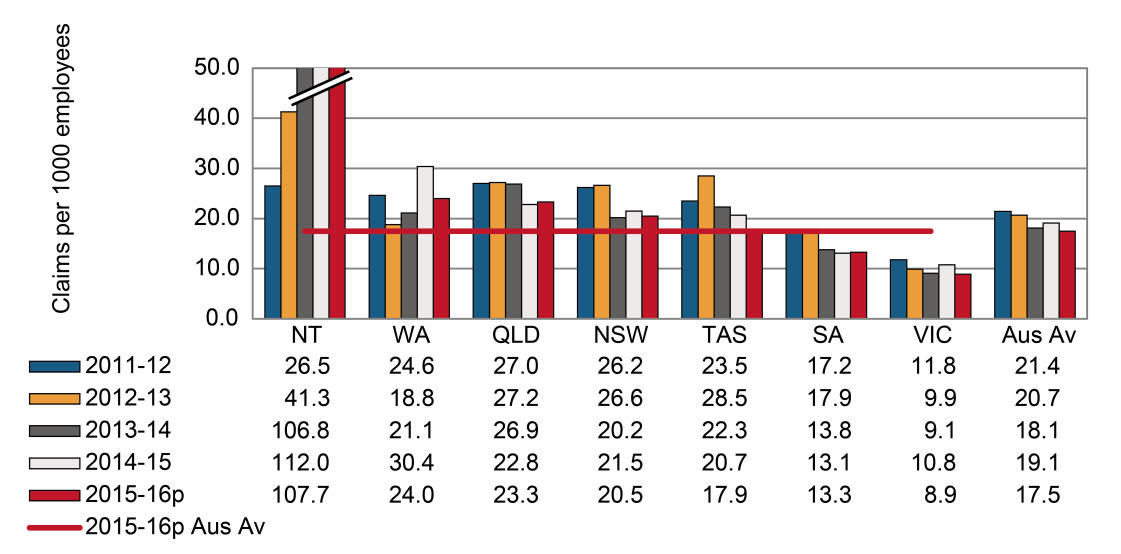 Claims per 1000 employees
50.0
40.0
30.0
20.0
10.0
0.0
NT WA QLD NSW TAS SA VIC Aus Av
2011-12 26.5 24.6 27.0 26.2 23.5 17.2 11.8 21.4
2012-13 41.3 18.8 27.2 26.6 28.5 17.9 9.9 20.7
2013-14 106.8 21.1 26.9 20.2 22.3 13.8 9.1 18.1
2014-15 112.0 30.4 22.8 21.5 20.7 13.1 10.8 19.1
2015-16p 107.7 24.0 23.3 20.5 17.9 13.3 8.9 17.5
2015-16p Aus Av